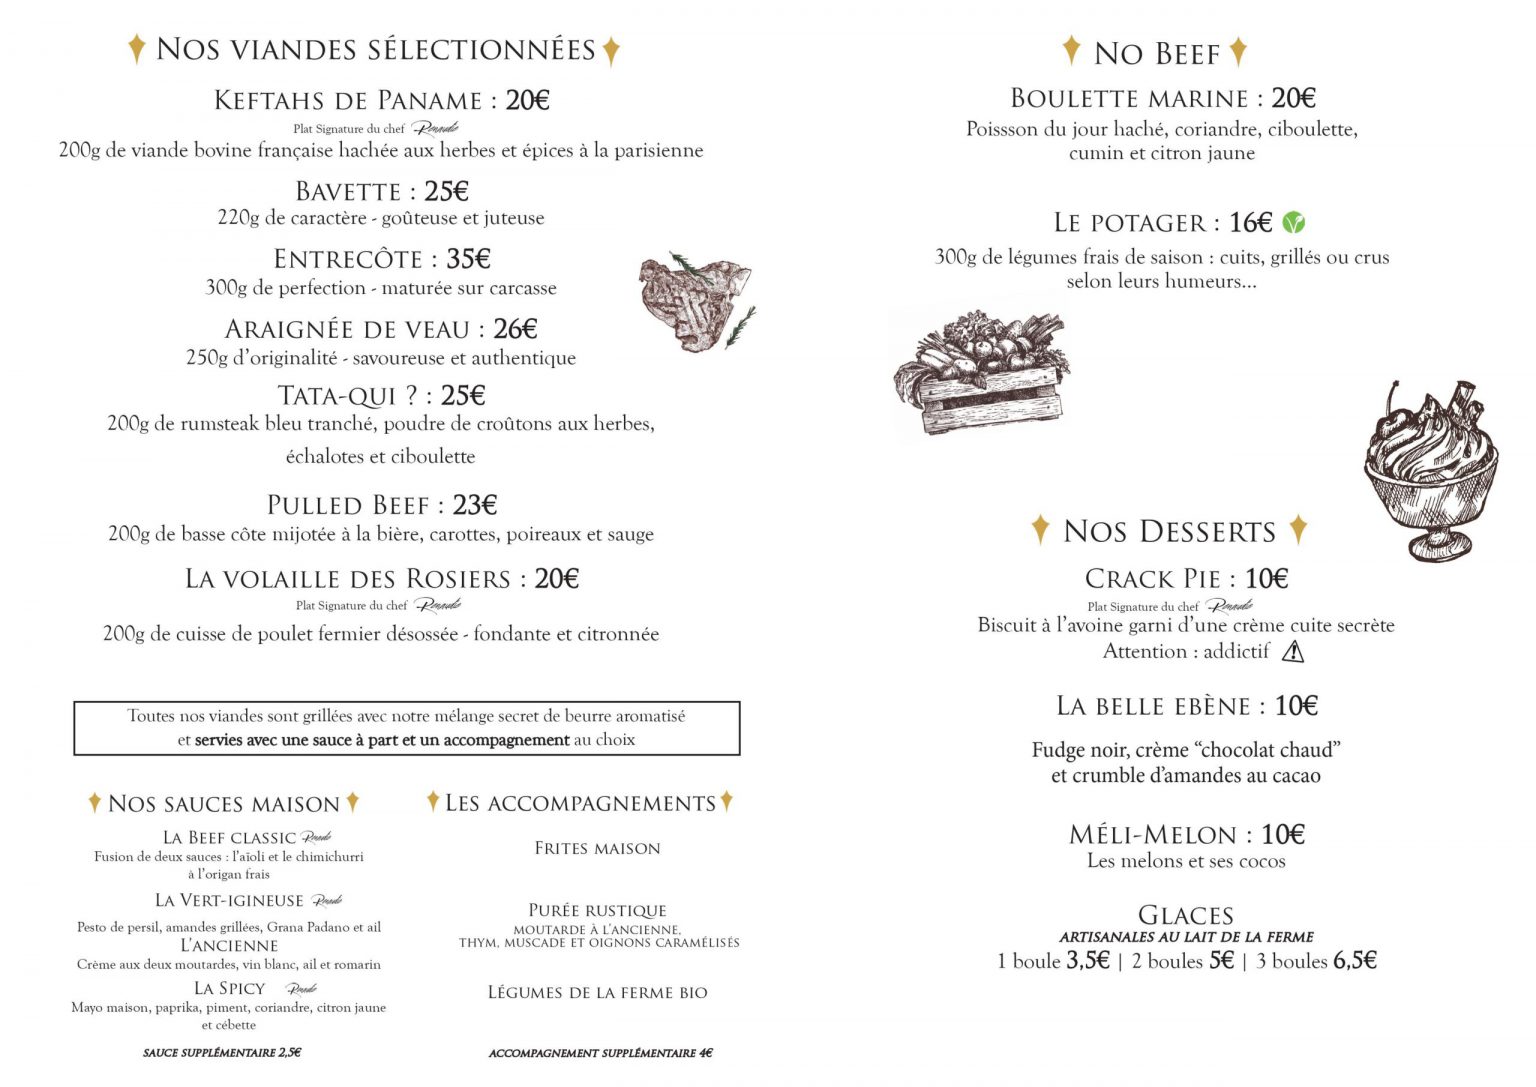 NOS VIANDES SÉLECTIONNÉES
KEFTAHS DE PANAME : 20€
Plat Signature du chef Renaudo
200g de viande bovine française hachée aux herbes et épices à la parisienne
BAVETTE : 25€
220g de caractère - goûteuse et juteuse
ENTRECÔTE : 35€
300g de perfection - maturée sur carcasse
ARAIGNÉE DE VEAU : 26€
250g d'originalité - savoureuse et authentique
TATA-QUI ? : 25€
200g de rumsteak bleu tranché, poudre de croûtons aux herbes,
échalotes et ciboulette
PULLED BEEF : 23€
200g de basse côte mijotée à la bière, carottes, poireaux et sauge
LA VOLAILLE DES ROSIERS : 20€
Plat Signature du chef
200g de cuisse de poulet fermier désossée - fondante et citronnée
Toutes nos viandes sont grillées avec notre mélange secret de beurre aromatisé
et servies avec une sauce à part et un accompagnement au choix
NOS SAUCES MAISON
LA BEEF CLASSIC
Fusion de deux sauces : l'aïoli et le chimichurri
à l'origan frais
LA VERT-IGINEUSE
Pesto de persil, amandes grillées, Grana Padano et ail
L'ANCIENNE
Crème aux deux moutardes, vin blanc, ail et romarin
LA SPICY
Mayo maison, paprika, piment, coriandre, citron jaune
et cébette
SAUCE SUPPLÉMENTAIRE 2,5€
LES ACCOMPAGNEMENTS
FRITES MAISON
PURÉE RUSTIQUE
MOUTARDE À L'ANCIENNE,
THYM, MUSCADE ET OIGNONS CARAMÉLISÉS
LÉGUMES DE LA FERME BIO
ACCOMPAGNEMENT SUPPLÉMENTAIRE 4€
NO BEEF
BOULETTE MARINE : 20€
Poissson du jour haché, coriandre, ciboulette,
cumin et citron jaune
LE POTAGER : 16€
300g de légumes frais de saison : cuits, grillés ou crus
selon leurs humeurs...
NOS DESSERTS
CRACK PIE : 10€
Plat Signature du chef
Biscuit à l'avoine garni d'une crème cuite secrète
Attention : addictif
LA BELLE EBÈNE : 10€
Fudge noir, crème “chocolat chaud”
et crumble d'amandes au cacao
MÉLI-MELON : 10€
Les melons et ses cocos
GLACES
ARTISANALES AU LAIT DE LA FERME
1 boule 3,5€ | 2 boules 5€ | 3 boules 6,5€